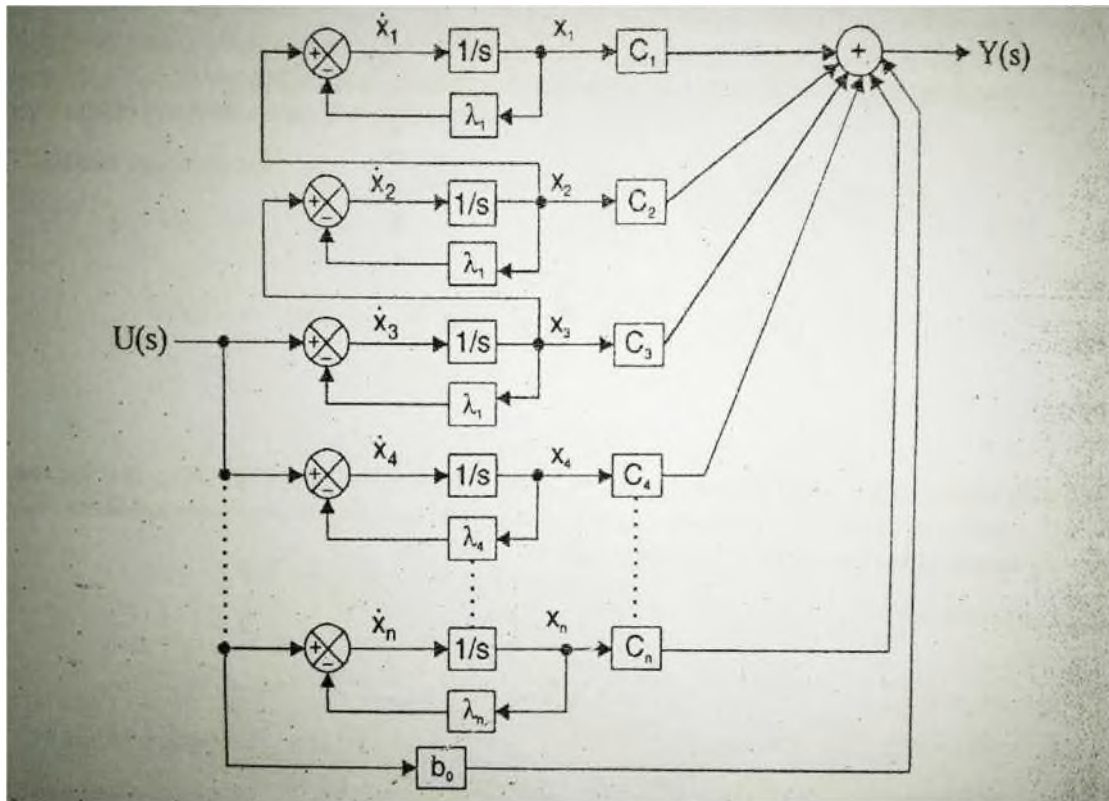 + − ẋ₁ 1/s x₁ C₁ + Y(s)
λ₁
+ − ẋ₂ 1/s x₂ C₂
λ₁
U(s) + − ẋ₃ 1/s x₃ C₃
λ₁
+ − ẋ₄ 1/s x₄ C₄
λ₄
+ − ẋₙ 1/s xₙ Cₙ
λₙ
b₀